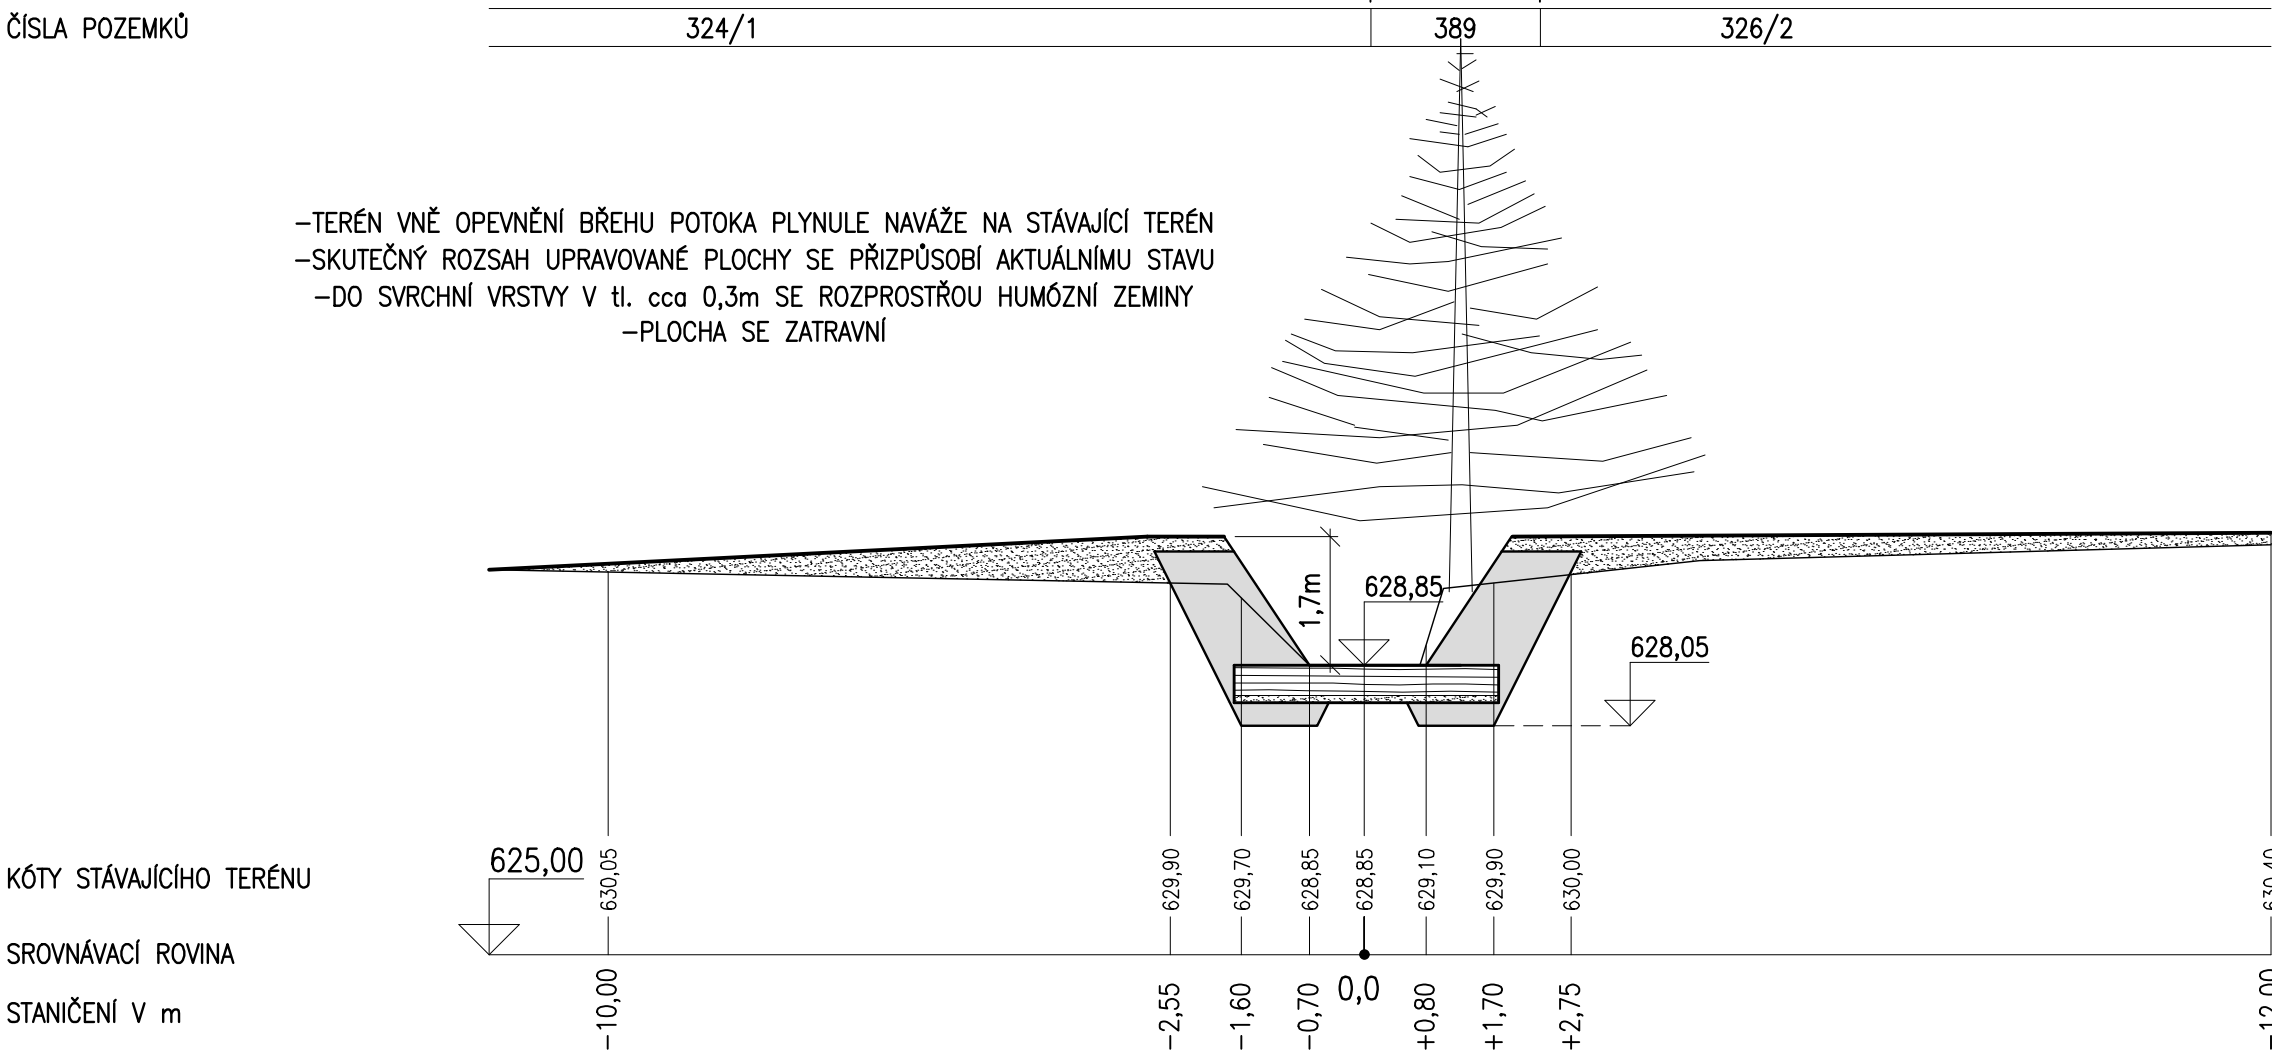 ČÍSLA POZEMKŮ 324/1 389 326/2
-TERÉN VNĚ OPEVNĚNÍ BŘEHU POTOKA PLYNULE NAVÁŽE NA STÁVAJÍCÍ TERÉN
-SKUTEČNÝ ROZSAH UPRAVOVANÉ PLOCHY SE PŘIZPŮSOBÍ AKTUÁLNÍMU STAVU
-DO SVRCHNÍ VRSTVY V tl. cca 0,3m SE ROZPROSTŘOU HUMÓZNÍ ZEMINY
-PLOCHA SE ZATRAVNÍ
1,7m
628,85
628,05
KÓTY STÁVAJÍCÍHO TERÉNU 625,00 630,05 629,90 629,70 628,85 628,85 629,10 629,90 630,00 630,40
SROVNÁVACÍ ROVINA
STANIČENÍ V m -10,00 -2,55 -1,60 -0,70 0,0 +0,80 +1,70 +2,75 -12,00